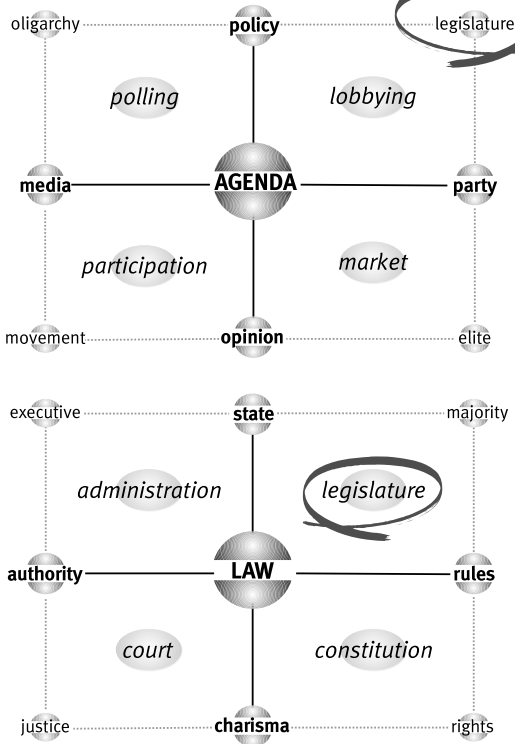 oligarchy policy legislature
polling lobbying
media AGENDA party
participation market
movement opinion elite
executive state majority
administration legislature
authority LAW rules
court constitution
justice charisma rights